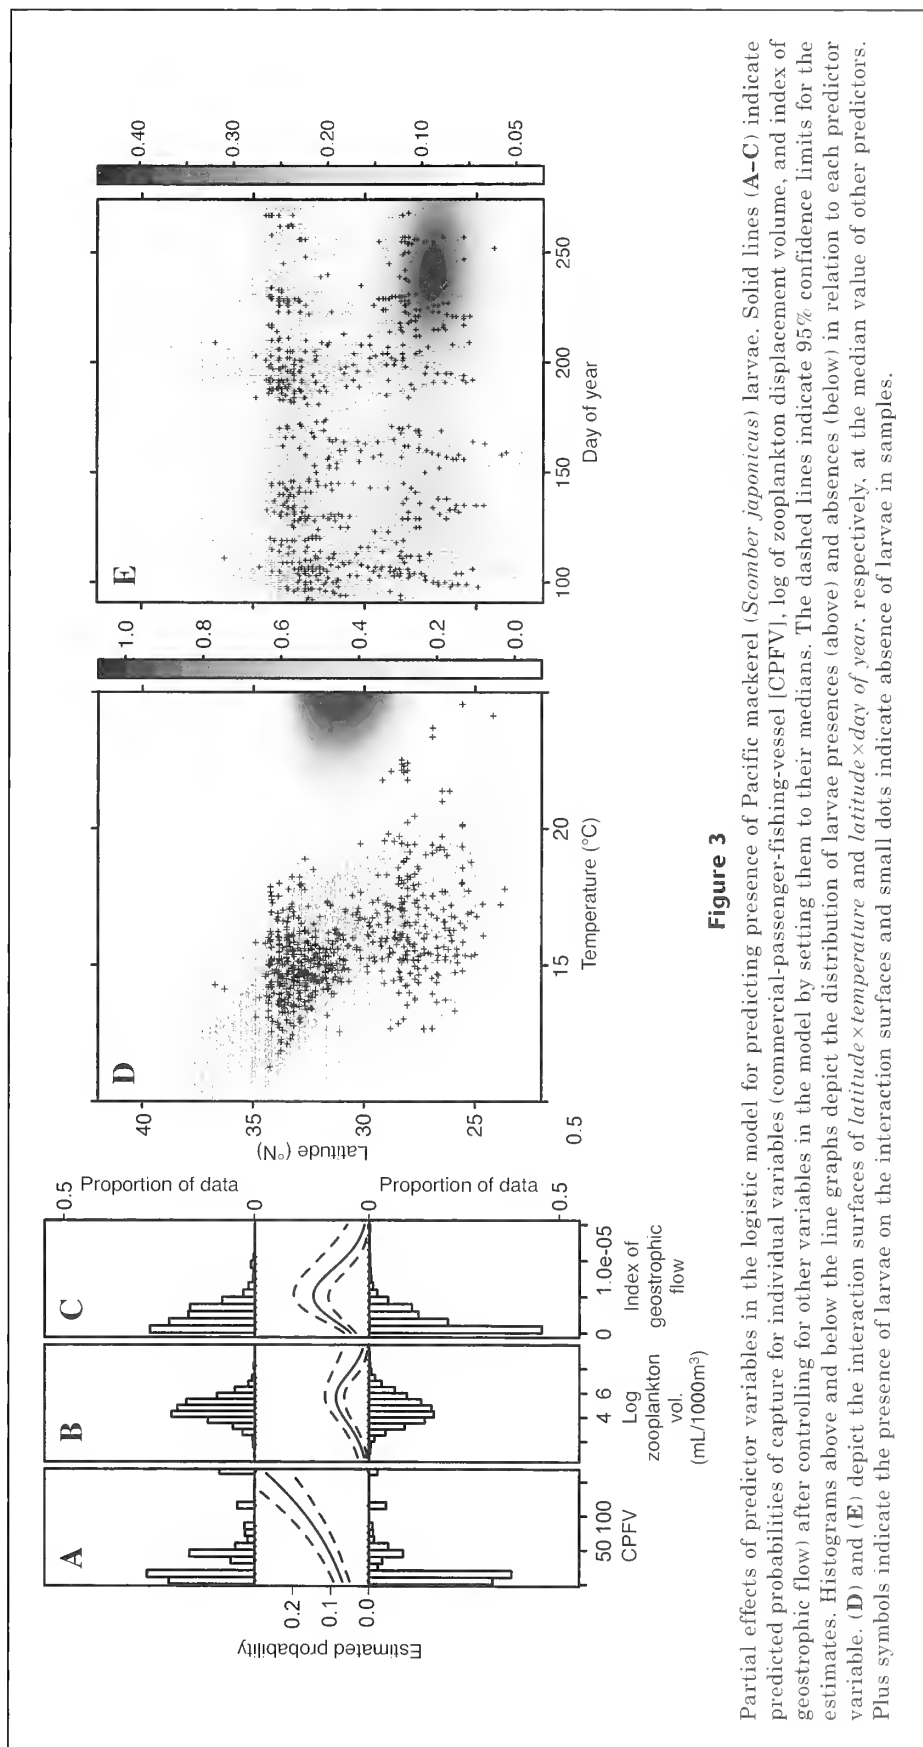 A
B
C
D
E
0.5
Proportion of data
0
0
Proportion of data
0.5
Estimated probability
0.2
0.1
0.0
50 100
CPFV
4 6
Log
zooplankton
vol.
(mL/1000m³)
0 1.0e-05
Index of
geostrophic
flow
40
35
30
25
0.5
Latitude (°N)
15 20
Temperature (°C)
1.0
0.8
0.6
0.4
0.2
0.0
100 150 200 250
Day of year
0.40
0.30
0.20
0.10
0.05
Figure 3
Partial effects of predictor variables in the logistic model for predicting presence of Pacific mackerel (Scomber japonicus) larvae. Solid lines (A–C) indicate
predicted probabilities of capture for individual variables (commercial-passenger-fishing-vessel [CPFV], log of zooplankton displacement volume, and index of
geostrophic flow) after controlling for other variables in the model by setting them to their medians. The dashed lines indicate 95% confidence limits for the
estimates. Histograms above and below the line graphs depict the distribution of larvae presences (above) and absences (below) in relation to each predictor
variable. (D) and (E) depict the interaction surfaces of latitude×temperature and latitude×day of year, respectively, at the median value of other predictors.
Plus symbols indicate the presence of larvae on the interaction surfaces and small dots indicate absence of larvae in samples.